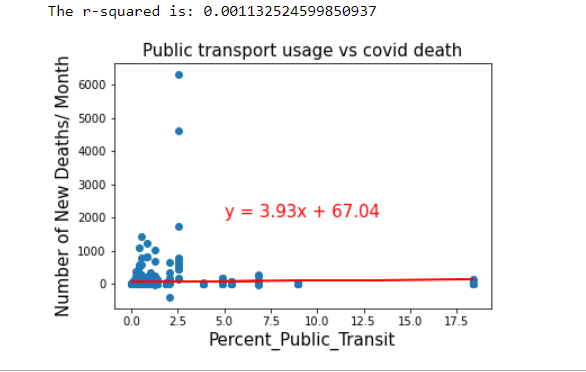 The r-squared is: 0.001132524599850937
Public transport usage vs covid death
Number of New Deaths/ Month
6000
5000
4000
3000
2000
1000
0
y = 3.93x + 67.04
0.0 2.5 5.0 7.5 10.0 12.5 15.0 17.5
Percent_Public_Transit